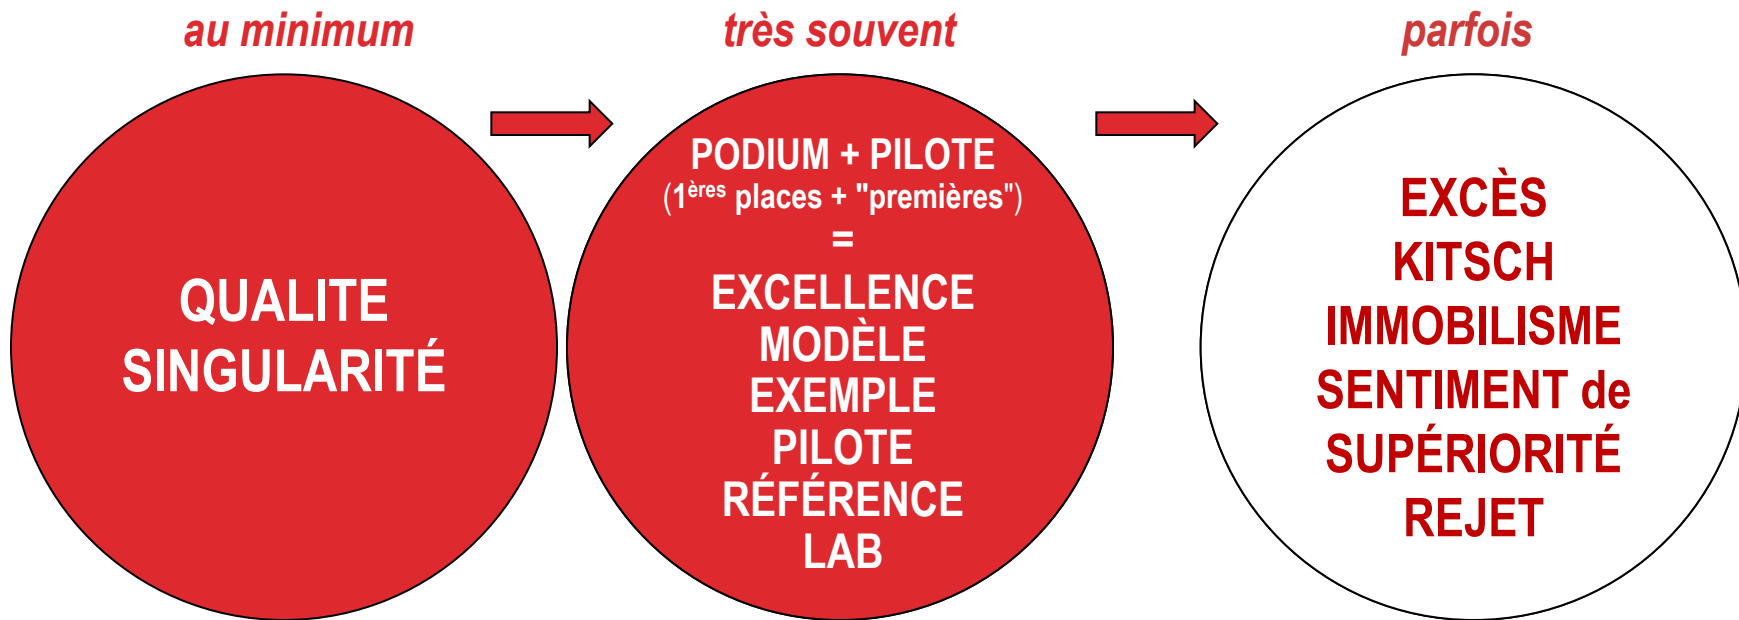 au minimum
QUALITE
SINGULARITÉ
très souvent
PODIUM + PILOTE
(1ères places + "premières")
=
EXCELLENCE
MODÈLE
EXEMPLE
PILOTE
RÉFÉRENCE
LAB
parfois
EXCÈS
KITSCH
IMMOBILISME
SENTIMENT de
SUPÉRIORITÉ
REJET